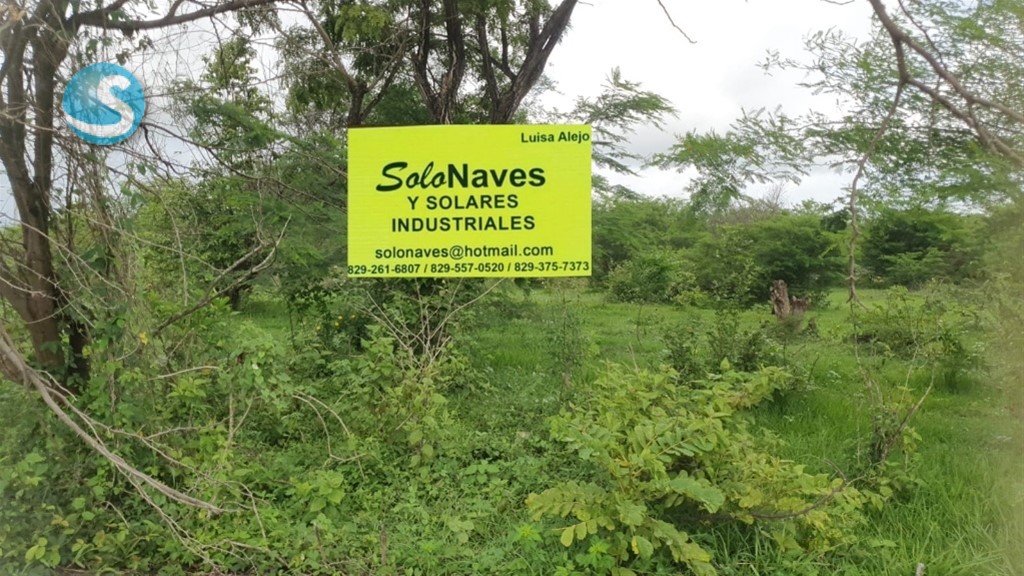 S
Luisa Alejo
SoloNaves
Y SOLARES
INDUSTRIALES
solonaves@hotmail.com
829-261-6807 / 829-557-0520 / 829-375-7373